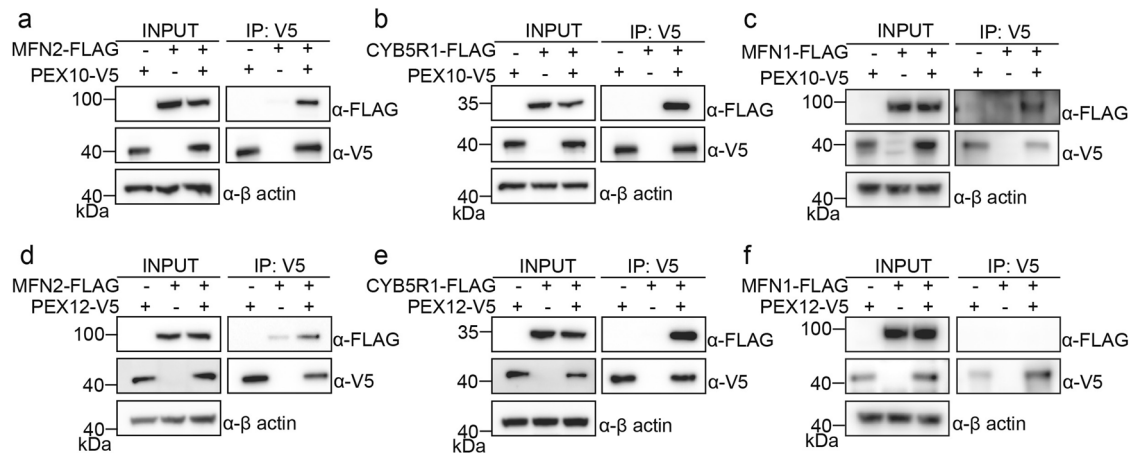 a
INPUT IP: V5
MFN2-FLAG - + + - + +
PEX10-V5 + - + + - +
100 α-FLAG
40 α-V5
40 α-β actin
kDa
b
INPUT IP: V5
CYB5R1-FLAG - + + - + +
PEX10-V5 + - + + - +
35 α-FLAG
40 α-V5
40 α-β actin
kDa
c
INPUT IP: V5
MFN1-FLAG - + + - + +
PEX10-V5 + - + + - +
100 α-FLAG
40 α-V5
40 α-β actin
kDa
d
INPUT IP: V5
MFN2-FLAG - + + - + +
PEX12-V5 + - + + - +
100 α-FLAG
40 α-V5
40 α-β actin
kDa
e
INPUT IP: V5
CYB5R1-FLAG - + + - + +
PEX12-V5 + - + + - +
35 α-FLAG
40 α-V5
40 α-β actin
kDa
f
INPUT IP: V5
MFN1-FLAG - + + - + +
PEX12-V5 + - + + - +
100 α-FLAG
40 α-V5
40 α-β actin
kDa